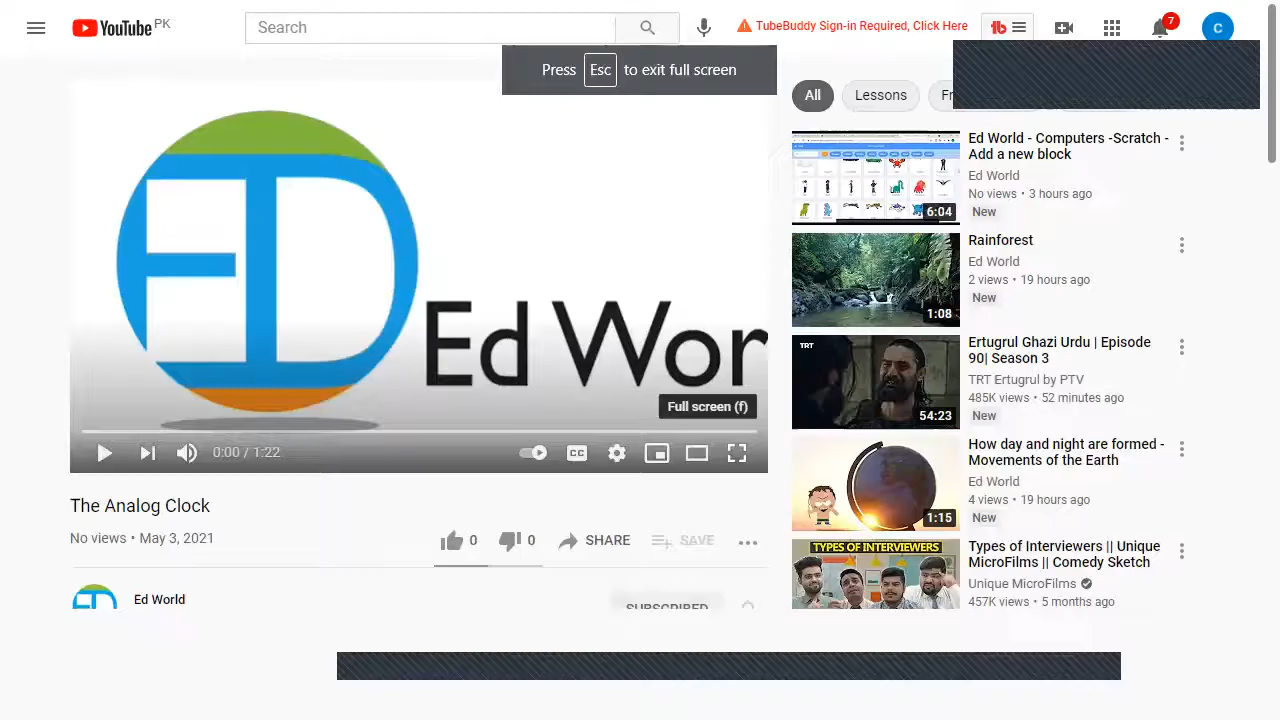 YouTube PK
Search
TubeBuddy Sign-in Required, Click Here
7
C
Press Esc to exit full screen
All
Lessons
ED
Ed Wor
Full screen (f)
0:00 / 1:22
CC
The Analog Clock
No views • May 3, 2021
0
0
SHARE
SAVE
Ed World
SUBSCRIBED
Ed World - Computers -Scratch -
Add a new block
Ed World
No views • 3 hours ago
New
6:04
Rainforest
Ed World
2 views • 19 hours ago
New
1:08
TRT
Ertugrul Ghazi Urdu | Episode
90| Season 3
TRT Ertugrul by PTV
485K views • 52 minutes ago
New
54:23
How day and night are formed -
Movements of the Earth
Ed World
4 views • 19 hours ago
New
1:15
TYPES OF INTERVIEWERS
Types of Interviewers || Unique
MicroFilms || Comedy Sketch
Unique MicroFilms
457K views • 5 months ago